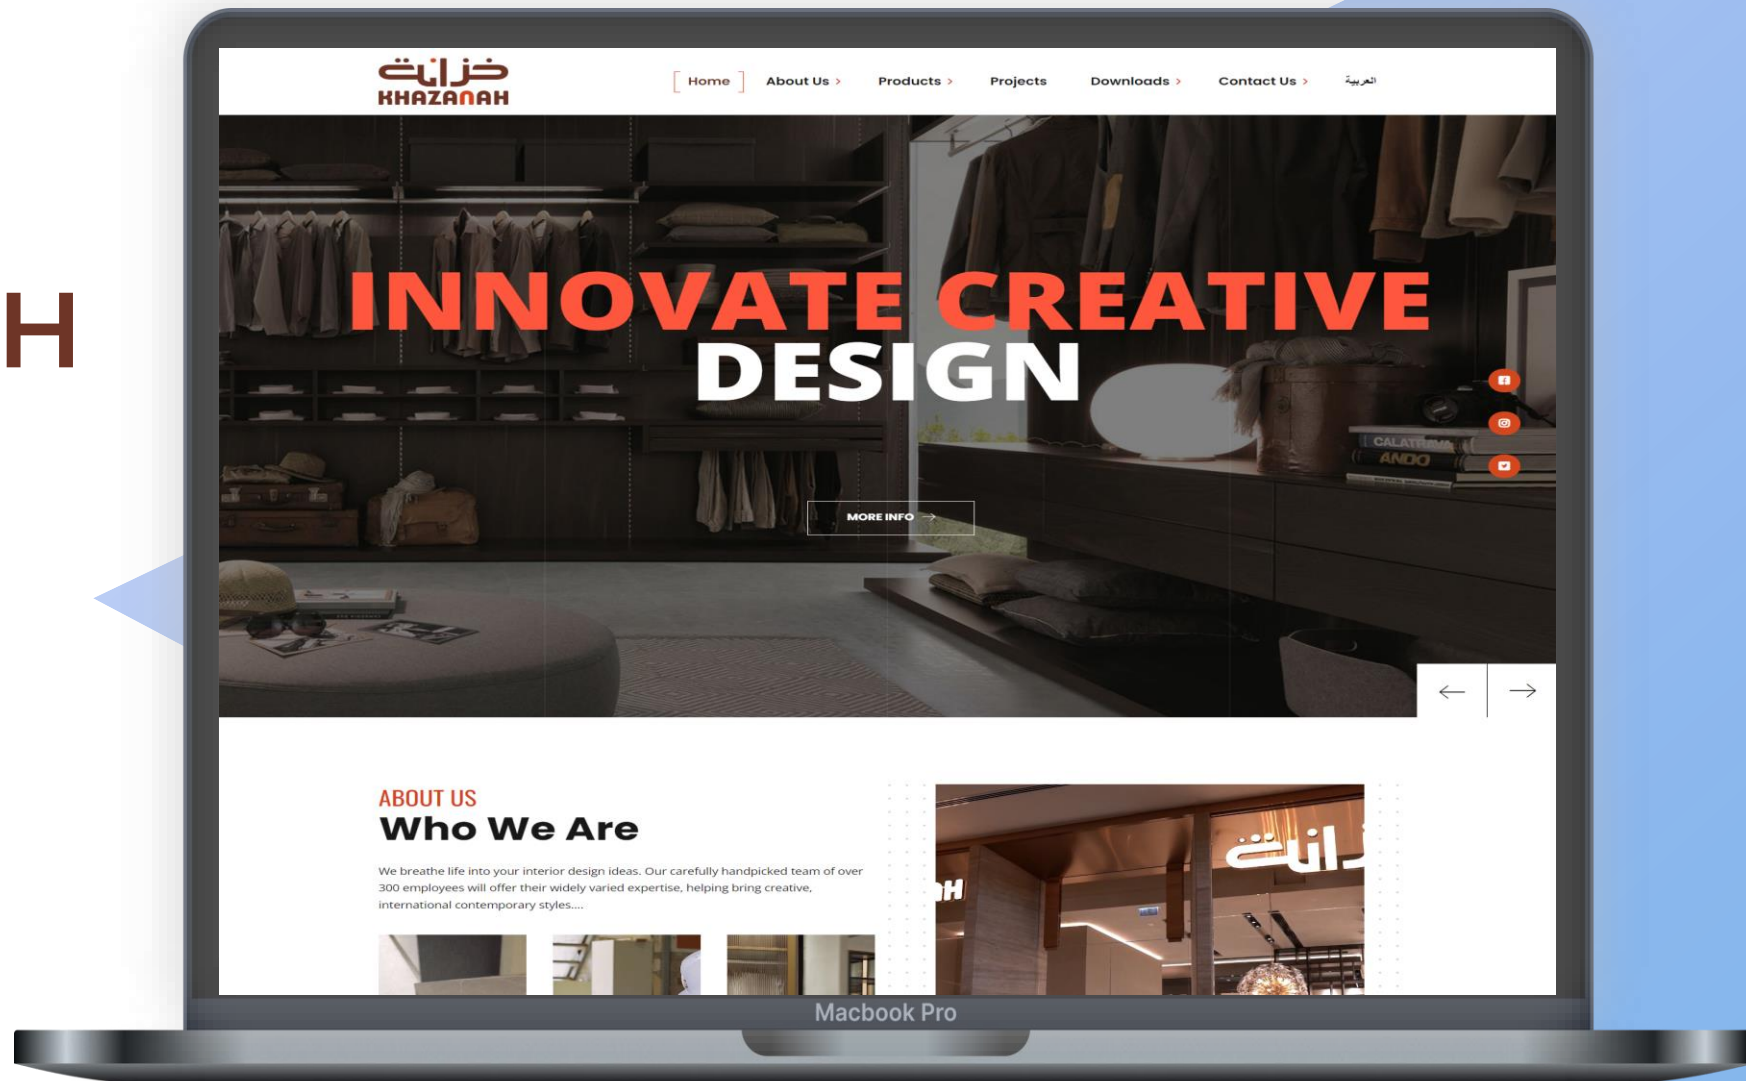 خزانة
KHAZANAH
Home
About Us >
Products >
Projects
Downloads >
Contact Us >
العربية
INNOVATE CREATIVE
DESIGN
CALATRAVA
ANDO
MORE INFO →
H
ABOUT US
Who We Are
We breathe life into your interior design ideas. Our carefully handpicked team of over
300 employees will offer their widely varied expertise, helping bring creative,
international contemporary styles....
زانة
aH
Macbook Pro